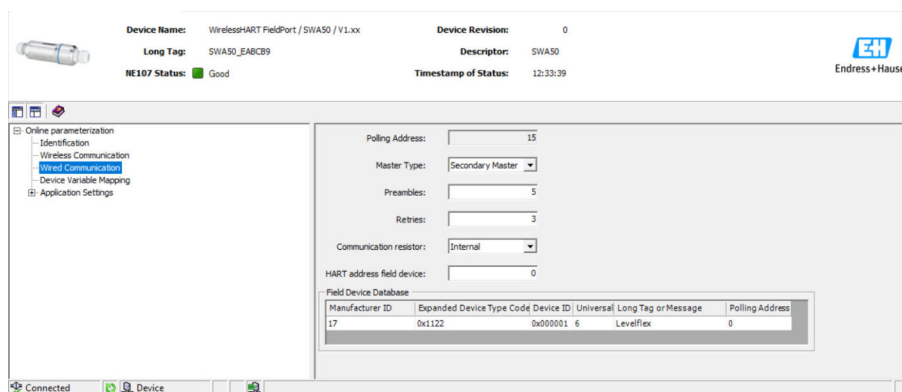 Device Name: WirelessHART FieldPort / SWA50 / V1.xx Device Revision: 0
Long Tag: SWA50_EABCB9 Descriptor: SWA50
NE107 Status: Good Timestamp of Status: 12:33:39
EH
Endress+Hause
Online parameterization
Identification
Wireless Communication
Wired Communication
Device Variable Mapping
Application Settings
Polling Address: 15
Master Type: Secondary Master
Preambles: 5
Retries: 3
Communication resistor: Internal
HART address field device: 0
Field Device Database
Manufacturer ID Expanded Device Type Code Device ID Universal Long Tag or Message Polling Address
17 0x1122 0x000001 6 Levelflex 0
Connected Device